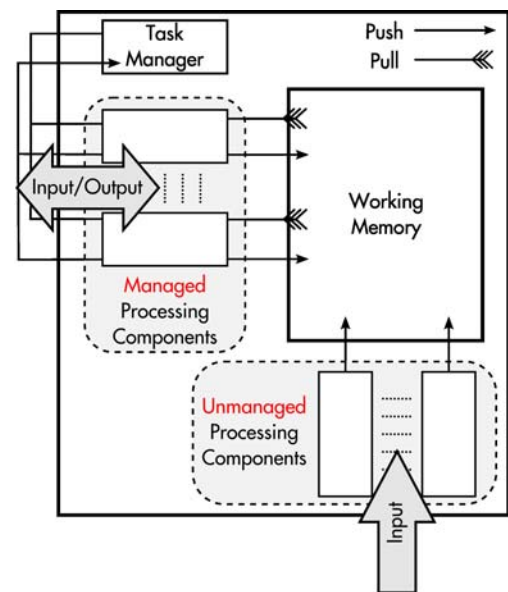 Task
Manager
Push
Pull
Input/Output
Working
Memory
Managed
Processing
Components
Unmanaged
Processing
Components
Input